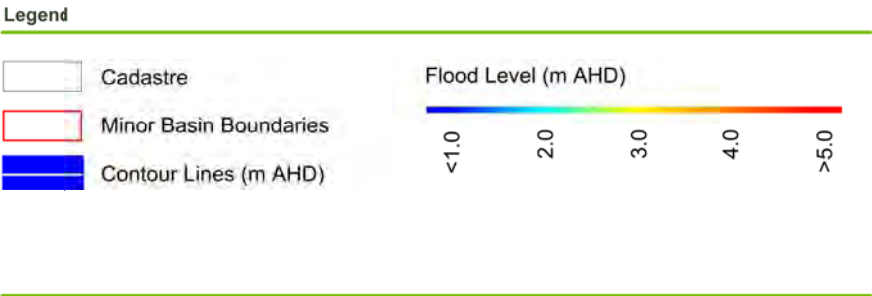 Legend
Cadastre
Minor Basin Boundaries
Contour Lines (m AHD)
Flood Level (m AHD)
<1.0 2.0 3.0 4.0 >5.0